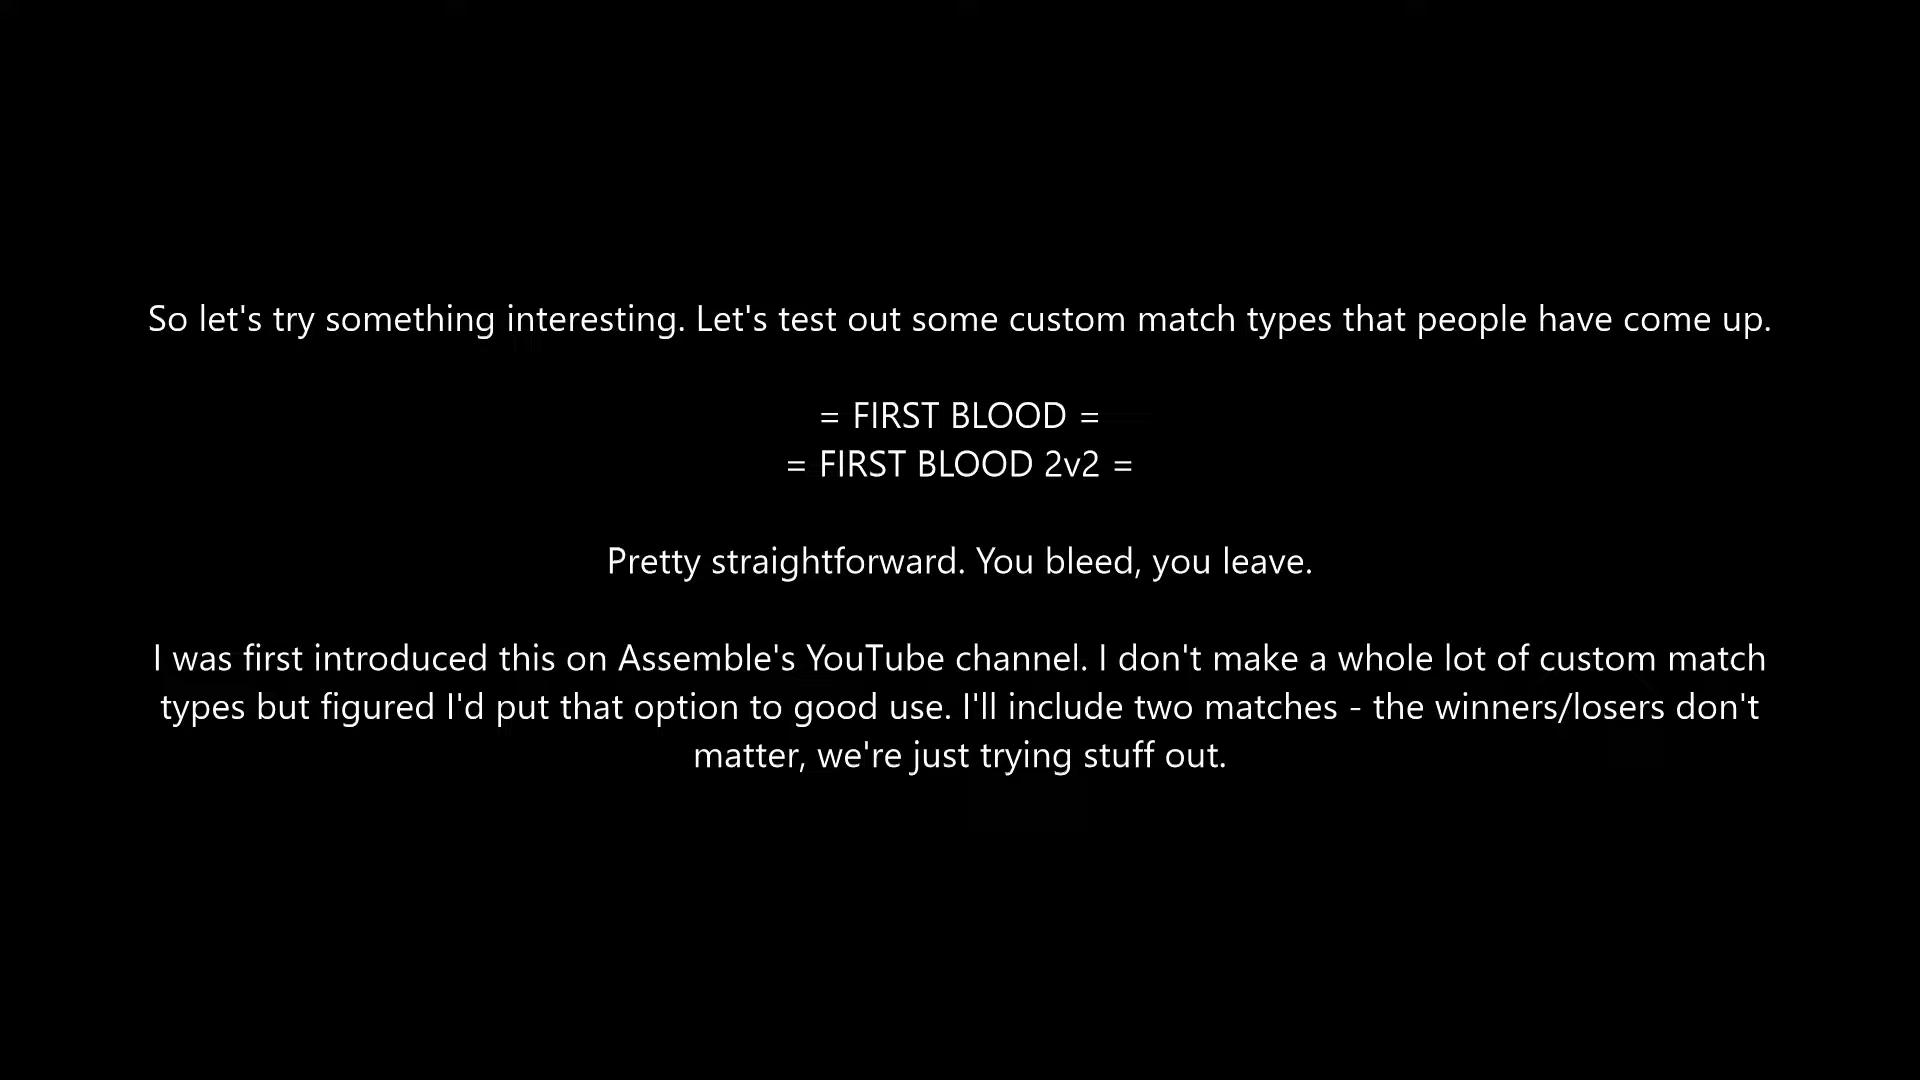 So let's try something interesting. Let's test out some custom match types that people have come up.
= FIRST BLOOD =
= FIRST BLOOD 2v2 =
Pretty straightforward. You bleed, you leave.
I was first introduced this on Assemble's YouTube channel. I don't make a whole lot of custom match
types but figured I'd put that option to good use. I'll include two matches - the winners/losers don't
matter, we're just trying stuff out.